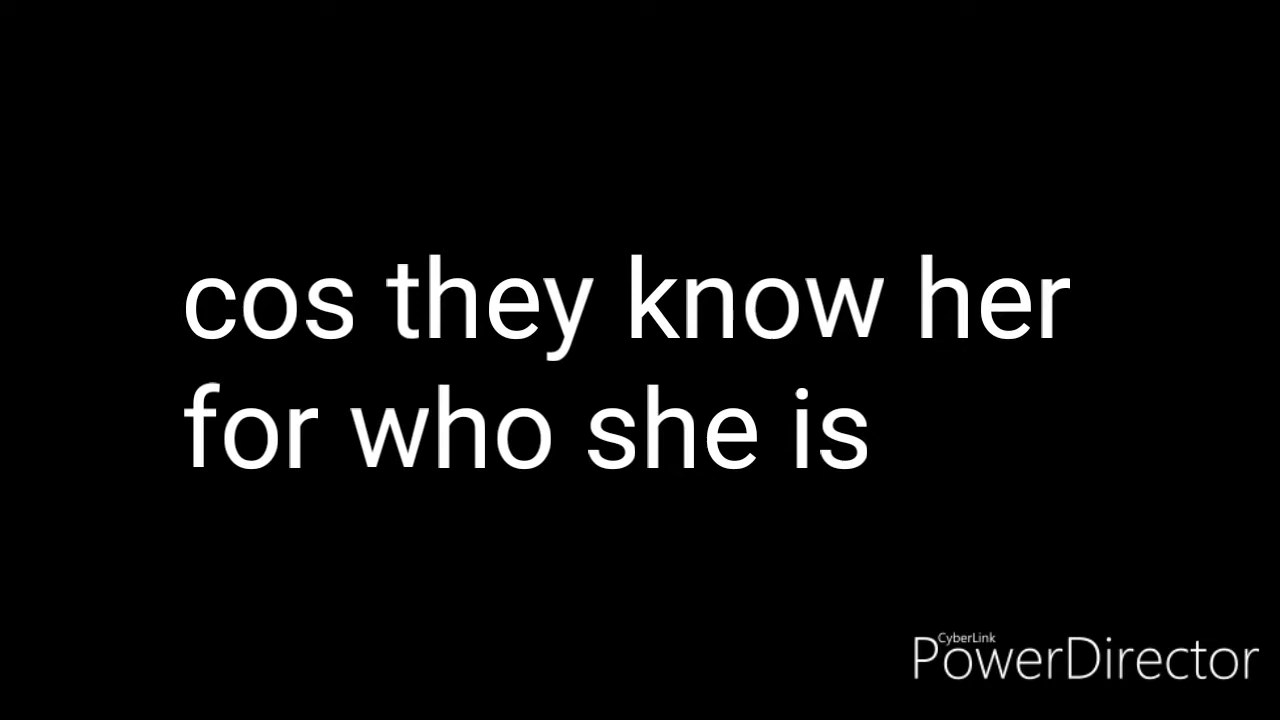 cos they know her
for who she is
CyberLink
PowerDirector